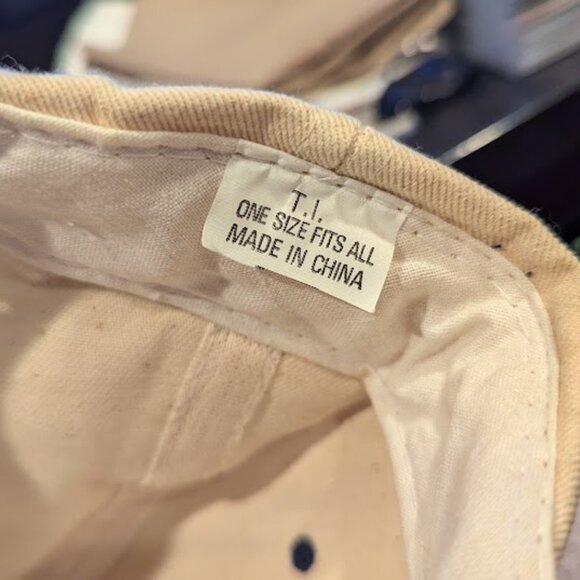 T.I.
ONE SIZE FITS ALL
MADE IN CHINA